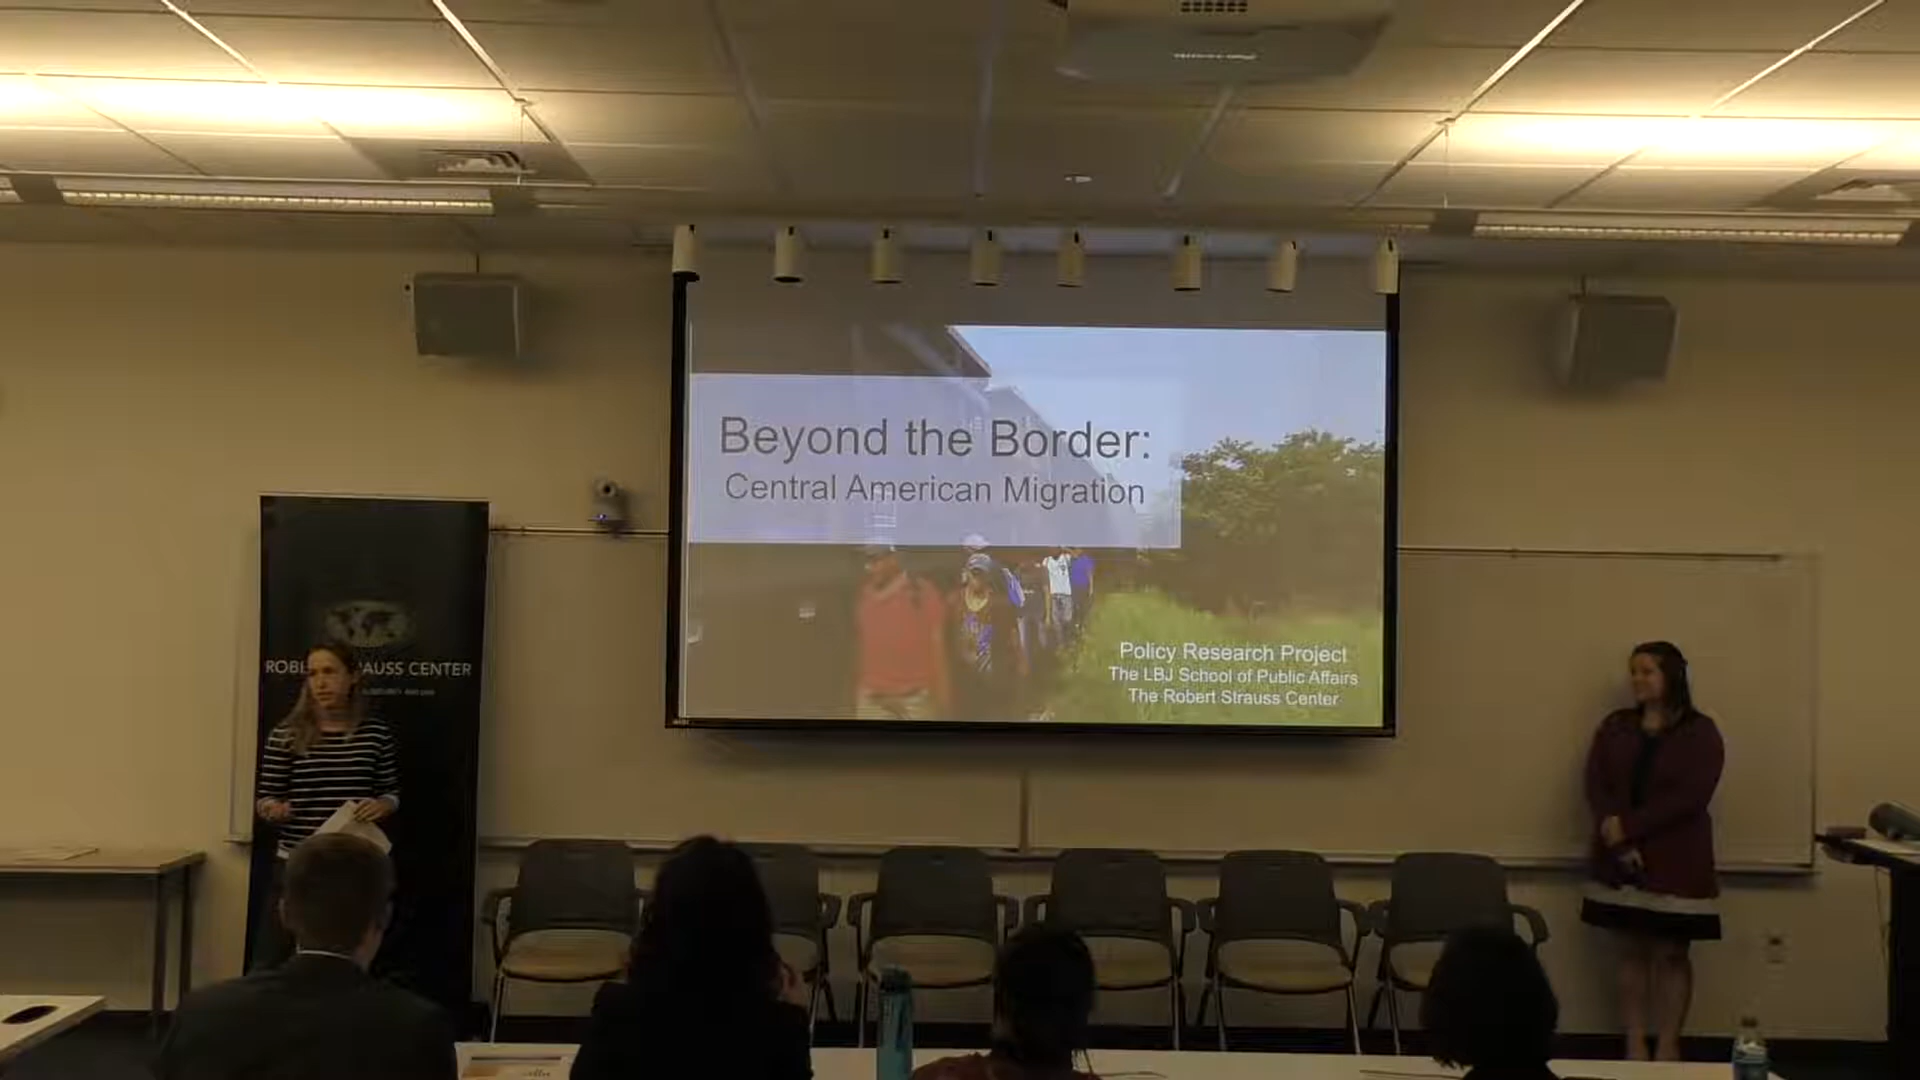 Beyond the Border:
Central American Migration
Policy Research Project
The LBJ School of Public Affairs
The Robert Strauss Center
AUSS CENTER